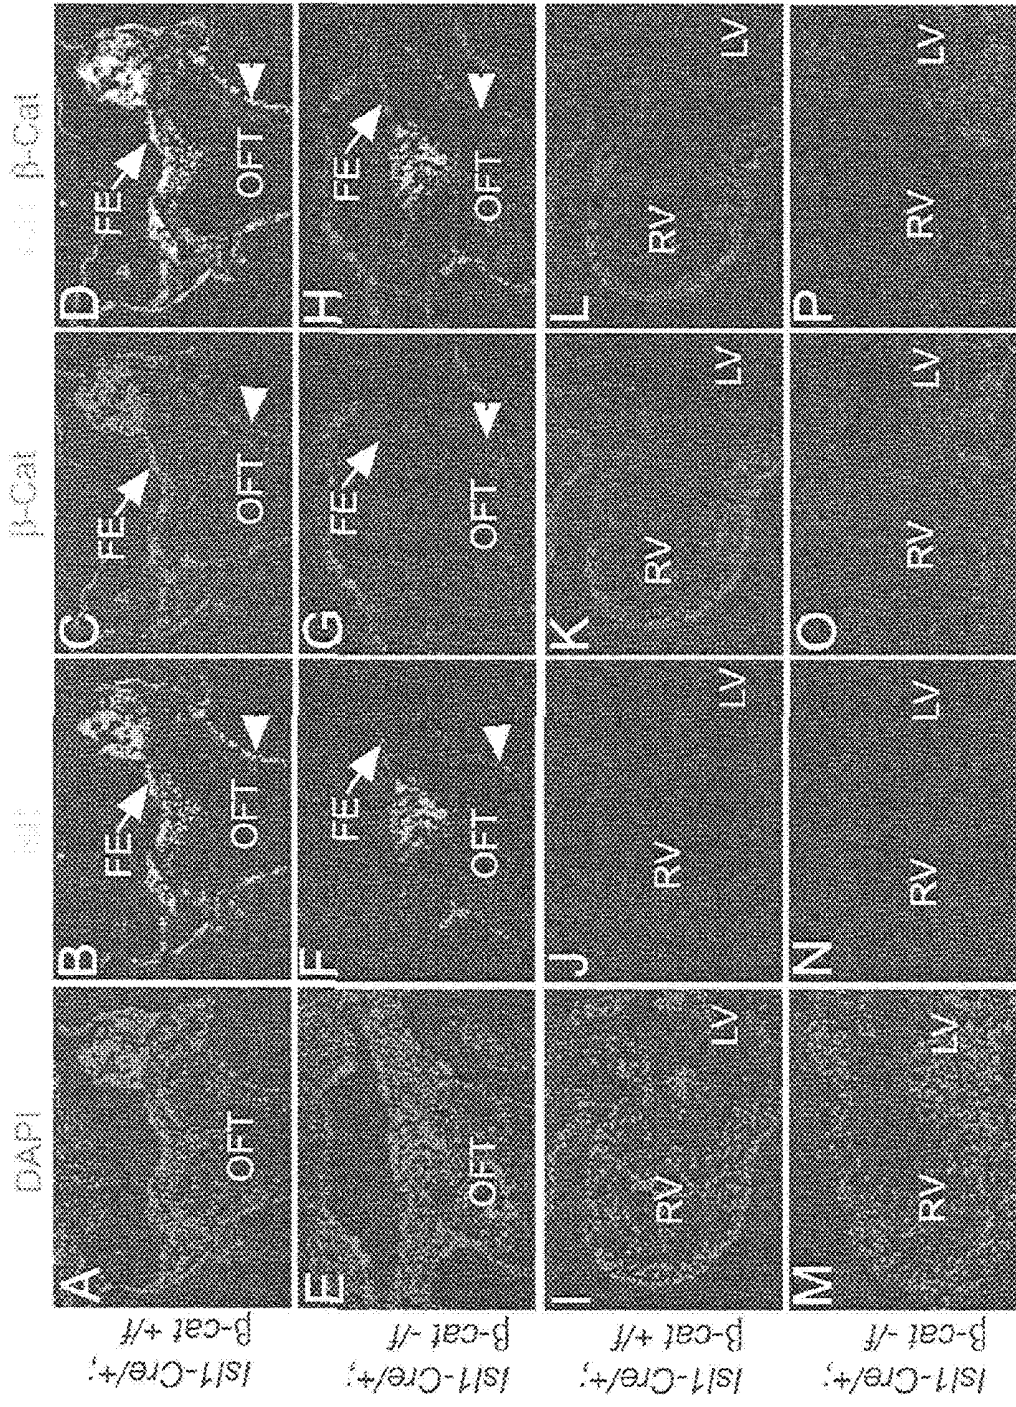 DAPI
β-Cat
β-Cat
Isl1-Cre/+;
β-cat +/f
A
OFT
B
FE
OFT
C
FE
OFT
D
FE
OFT
Isl1-Cre/+;
β-cat -/f
E
OFT
F
FE
OFT
G
FE
OFT
H
FE
OFT
Isl1-Cre/+;
β-cat +/f
I
RV
LV
J
RV
LV
K
RV
LV
L
RV
LV
Isl1-Cre/+;
β-cat -/f
M
RV
LV
N
RV
LV
O
RV
LV
P
RV
LV